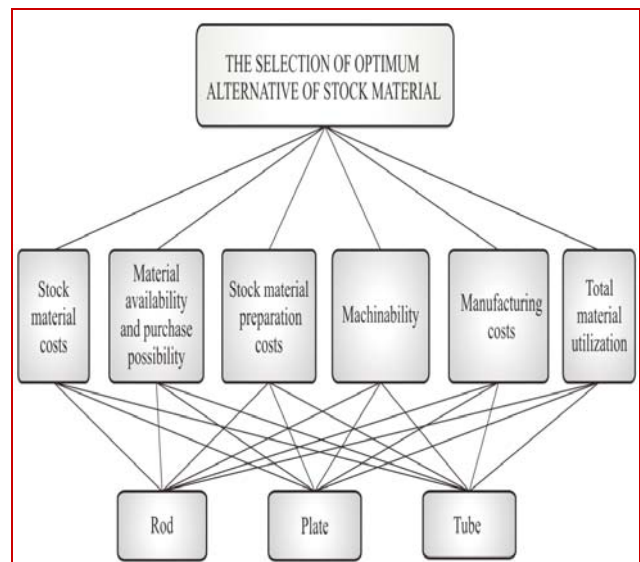 THE SELECTION OF OPTIMUM
ALTERNATIVE OF STOCK MATERIAL
Stock
material
costs
Material
availability
and purchase
possibility
Stock material
preparation
costs
Machinability
Manufacturing
costs
Total
material
utilization
Rod
Plate
Tube